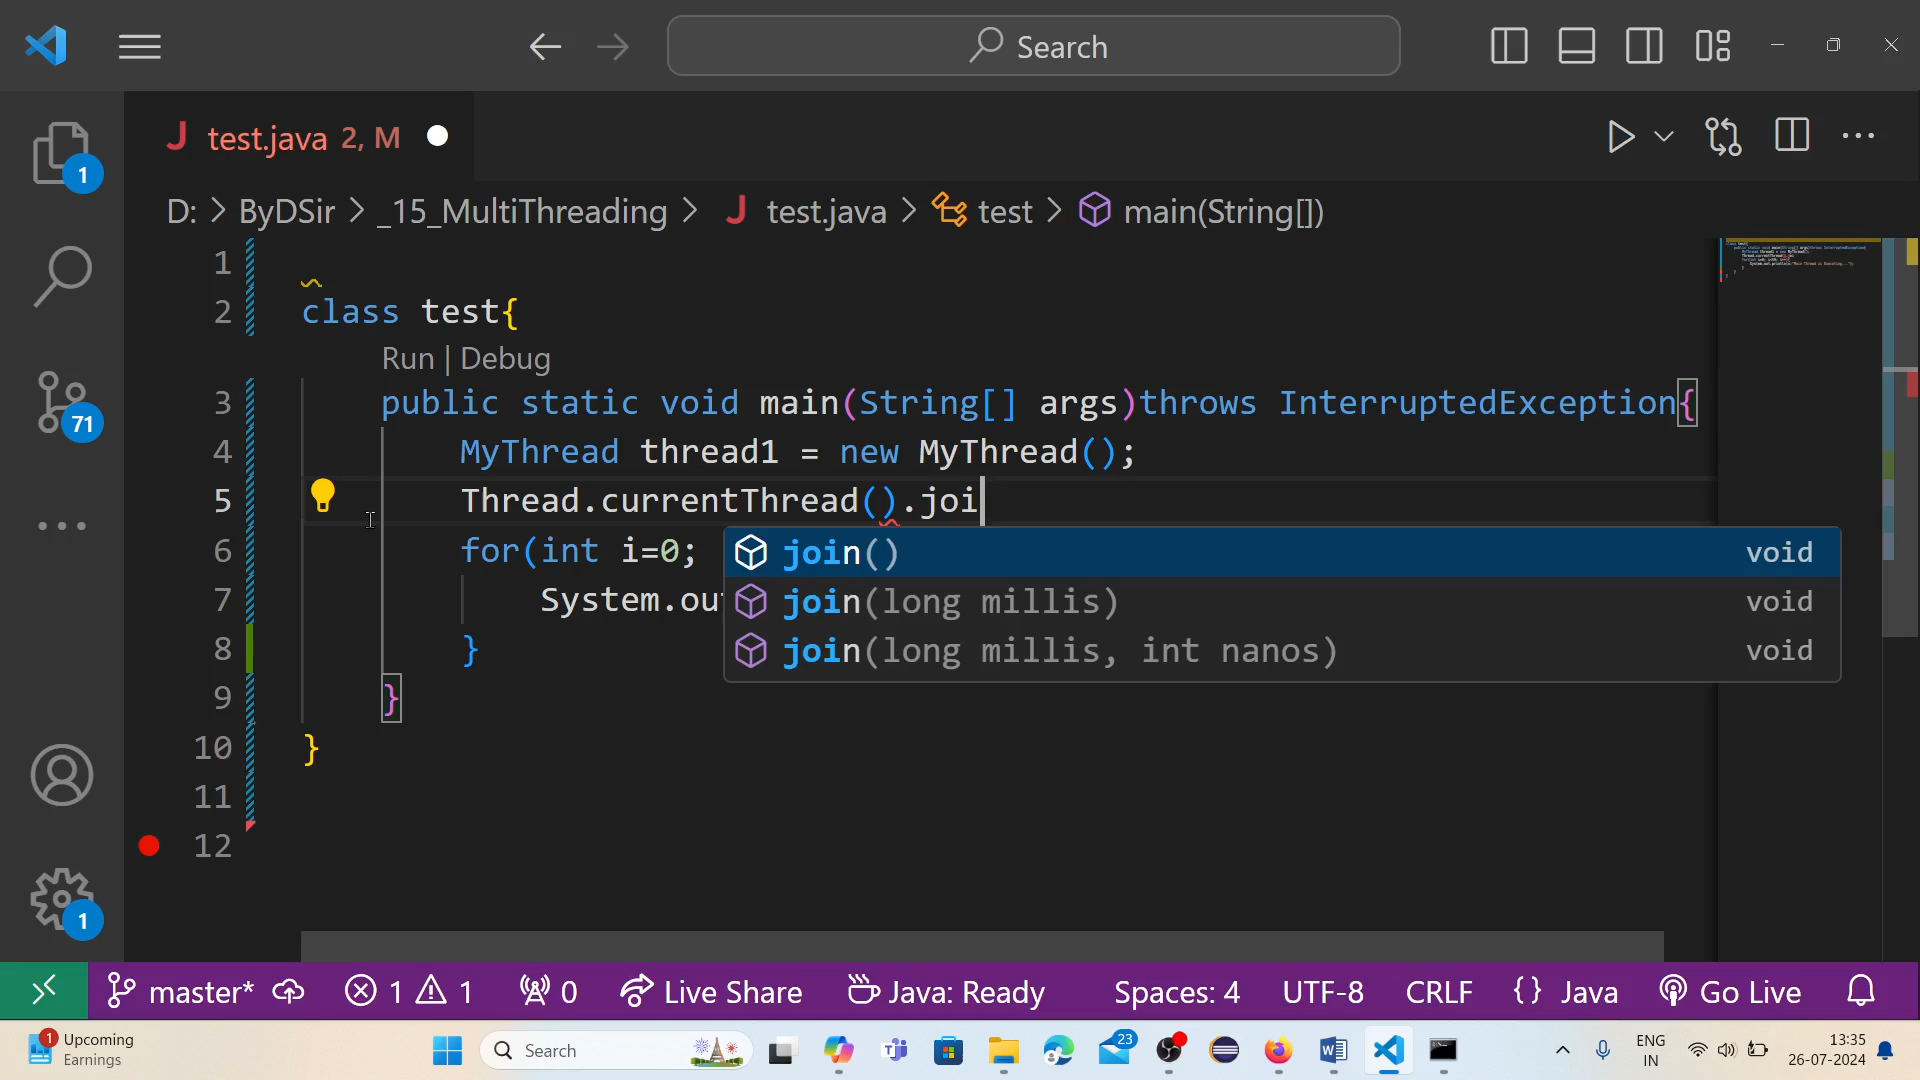 Search
J test.java 2, M
D: > ByDSir > _15_MultiThreading > J test.java > test > main(String[])
1
2 class test{
Run | Debug
3 public static void main(String[] args)throws InterruptedException{
4 MyThread thread1 = new MyThread();
5 Thread.currentThread().joi
6 for(int i=0;
7 System.out
8 }
9 }
10 }
11
12
join() void
join(long millis) void
join(long millis, int nanos) void
1
71
1
master* 1 1 0 Live Share Java: Ready Spaces: 4 UTF-8 CRLF {} Java Go Live
1 Upcoming
Earnings
Search
23
ENG
IN
13:35
26-07-2024